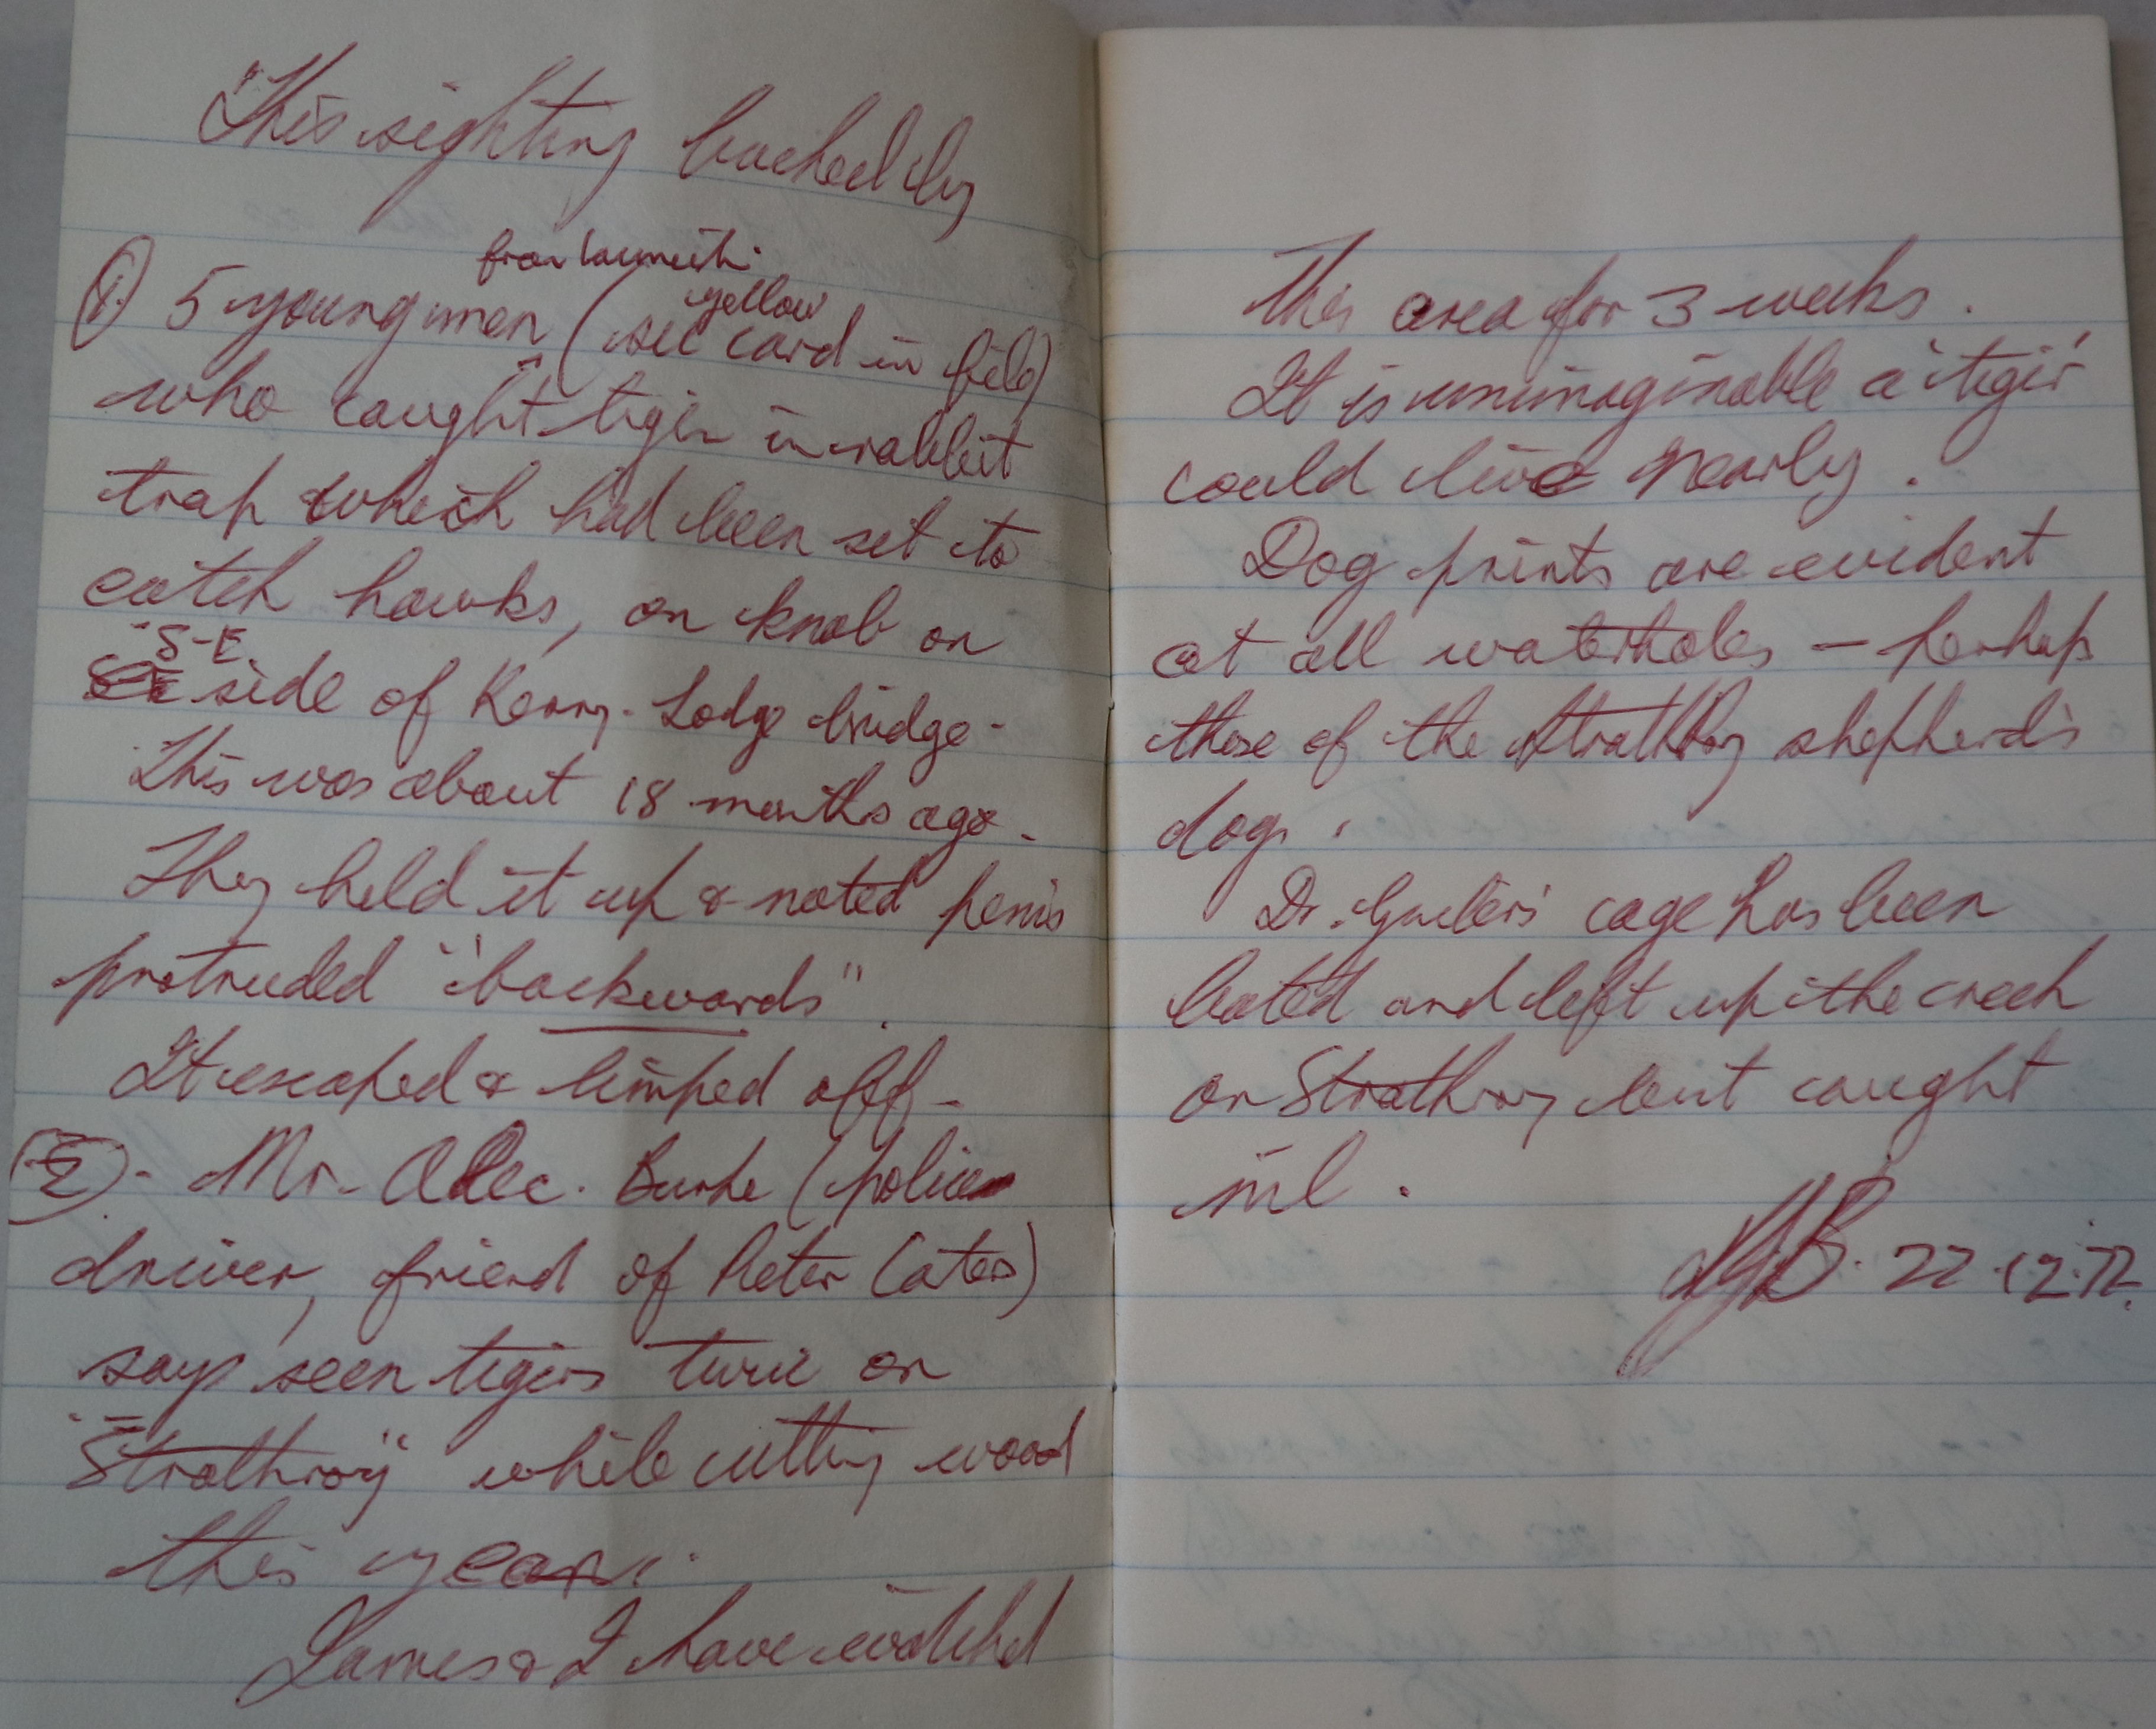 This sighting backed by
from Launceston.
① 5 young men (see yellow card in file)
who caught tiger in rabbit
trap which had been set to
catch hawks, on knob on
"S-E
side of Kerry-Lodge bridge-
This was about 18 months ago-
They held it up & noted penis
protruded "backwards".
It escaped & limped off-
②- Mr- Alec. Burke (police
driver, friend of Peter Cates)
says seen tigers twice on
"Strathroy" while cutting wood
this year.
James & I have watched
this area for 3 weeks.
It is unimaginable a 'tiger'
could live nearby.
Dog prints are evident
at all waterholes - perhaps
those of the Strathroy shepherd's
dogs.
Dr. Guiler's cage has been
baited and left up the creek
on Strathroy but caught
nil.
22.12.72.